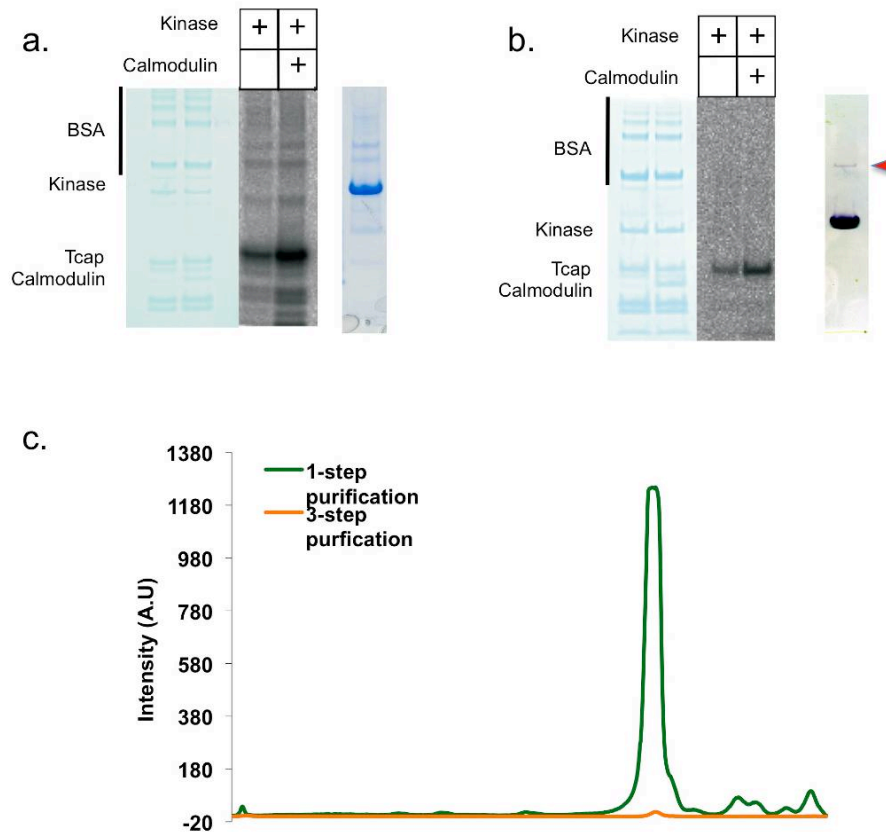 a.
Kinase + +
Calmodulin +
BSA
Kinase
Tcap
Calmodulin
b.
Kinase + +
Calmodulin +
BSA
Kinase
Tcap
Calmodulin
c.
1380
1180
980
780
580
380
180
-20
Intensity (A.U)
1-step
purification
3-step
purfication